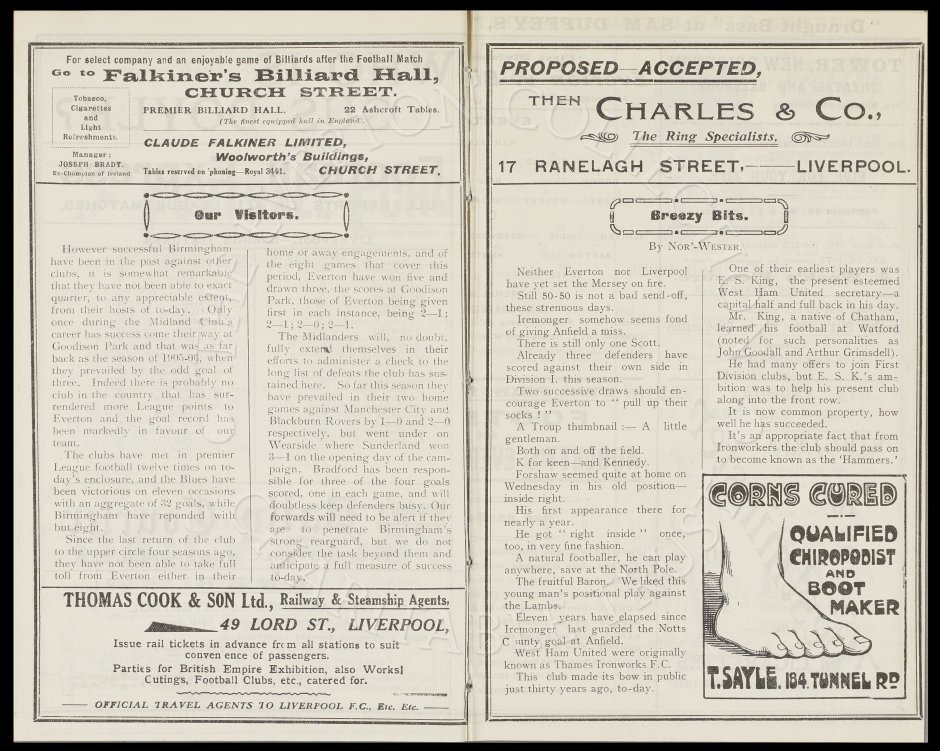 For select company and an enjoyable game of Billiards after the Football Match
Go to Falkiner's Billiard Hall,
CHURCH STREET.
Tobacco,
Cigarettes
and
Light
Refreshments.
Manager:
JOSEPH BRADY.
Ex-Champion of Ireland
PREMIER BILLIARD HALL. 22 Ashcroft Tables.
(The finest equipped hall in England).
CLAUDE FALKINER LIMITED,
Woolworth's Buildings,
Tables reserved on 'phoning—Royal 3441. CHURCH STREET.
Our Visitors.
However successful Birmingham
have been in the past against other
clubs, it is somewhat remarkable
that they have not been able to exact
quarter, to any appreciable extent,
from their hosts of to-day. Only
once during the Midland Club's
career has success come their way at
Goodison Park and that was as far
back as the season of 1905-06, when
they prevailed by the odd goal of
three. Indeed there is probably no
club in the country that has sur-
rendered more League points to
Everton and the goal record has
been markedly in favour of our
team.
The clubs have met in premier
League football twelve times on to-
day's enclosure, and the Blues have
been victorious on eleven occasions
with an aggregate of 32 goals, while
Birmingham have reponded with
but eight.
Since the last return of the club
to the upper circle four seasons ago,
they have not been able to take full
toll from Everton either in their
home or away engagements, and of
the eight games that cover this
period, Everton have won five and
drawn three, the scores at Goodison
Park, those of Everton being given
first in each instance, being 2—1;
2—1; 2—0; 2—1.
The Midlanders will, no doubt,
fully extend themselves in their
efforts to administer a check to the
long list of defeats the club has sus-
tained here. So far this season they
have prevailed in their two home
games against Manchester City and
Blackburn Rovers by 1—0 and 2—0
respectively, but went under on
Wearside where Sunderland won
3—1 on the opening day of the cam-
paign. Bradford has been respon-
sible for three of the four goals
scored, one in each game, and will
doubtless keep defenders busy. Our
forwards will need to be alert if they
are to penetrate Birmingham's
strong rearguard, but we do not
consider the task beyond them and
anticipate a full measure of success
to-day.
THOMAS COOK & SON Ltd., Railway & Steamship Agents,
49 LORD ST., LIVERPOOL,
Issue rail tickets in advance from all stations to suit
convenience of passengers.
Parties for British Empire Exhibition, also Works
Cutings, Football Clubs, etc., catered for.
OFFICIAL TRAVEL AGENTS TO LIVERPOOL F.C., Etc. Etc.
PROPOSED ACCEPTED,
THEN CHARLES & CO.,
The Ring Specialists,
17 RANELAGH STREET,—LIVERPOOL.
Breezy Bits.
By NOR'-WESTER.
Neither Everton nor Liverpool
have yet set the Mersey on fire.
Still 50-50 is not a bad send-off,
these strenuous days.
Iremonger somehow seems fond
of giving Anfield a miss.
There is still only one Scott.
Already three defenders have
scored against their own side in
Division I. this season.
Two successive draws should en-
courage Everton to "pull up their
socks!"
A Troup thumbnail :— A little
gentleman.
Both on and off the field.
K for keen—and Kennedy.
Forshaw seemed quite at home on
Wednesday in his old position—
inside right.
His first appearance there for
nearly a year.
He got "right inside" once,
too, in very fine fashion.
A natural footballer, he can play
anywhere, save at the North Pole.
The fruitful Baron. We liked this
young man's positional play against
the Lambs.
Eleven years have elapsed since
Iremonger last guarded the Notts
County goal at Anfield.
West Ham United were originally
known as Thames Ironworks F.C.
This club made its bow in public
just thirty years ago, to-day.
One of their earliest players was
E. S. King, the present esteemed
West Ham United secretary—a
capital half and full back in his day.
Mr. King, a native of Chatham,
learned his football at Watford
(noted for such personalities as
John Goodall and Arthur Grimsdell).
He had many offers to join First
Division clubs, but E. S. K.'s am-
bition was to help his present club
along into the front row.
It is now common property, how
well he has succeeded.
It's an appropriate fact that from
Ironworkers the club should pass on
to become known as the 'Hammers.'
CORNS CURED
QUALIFIED
CHIROPODIST
AND
BOOT
MAKER
T. SAYLE. 184. TUNNEL RD